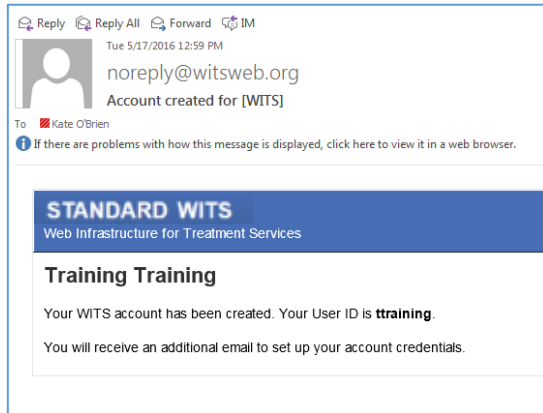 Reply Reply All Forward IM
Tue 5/17/2016 12:59 PM
noreply@witsweb.org
Account created for [WITS]
To Kate O'Brien
If there are problems with how this message is displayed, click here to view it in a web browser.
STANDARD WITS
Web Infrastructure for Treatment Services
Training Training
Your WITS account has been created. Your User ID is ttraining.
You will receive an additional email to set up your account credentials.